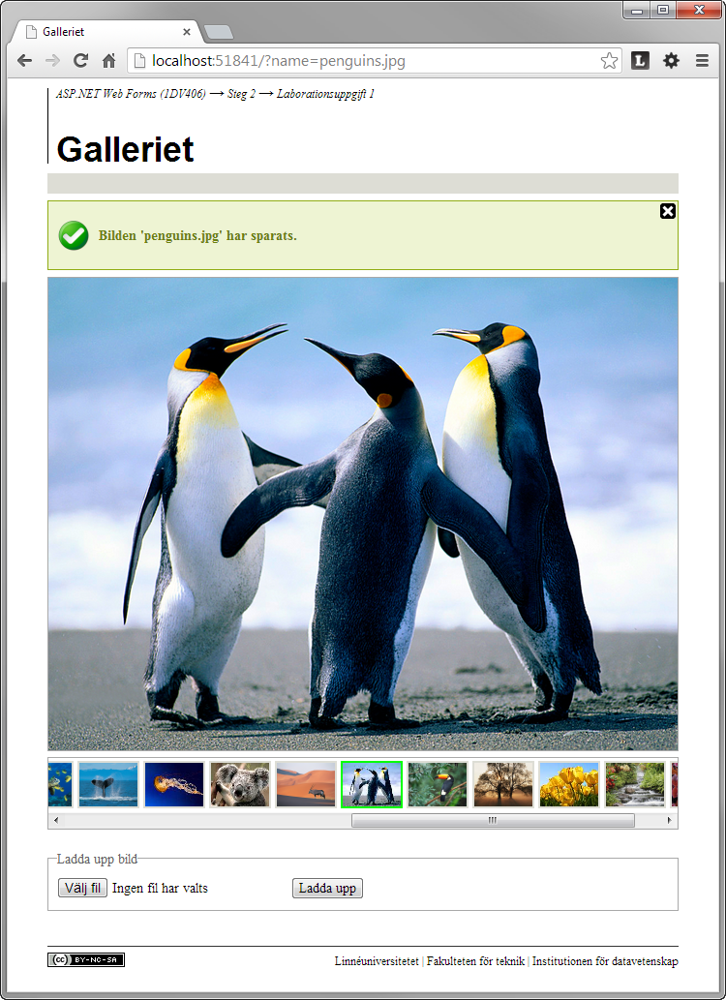 Galleriet
localhost:51841/?name=penguins.jpg
L
ASP.NET Web Forms (1DV406) → Steg 2 → Laborationsuppgift 1
Galleriet
Bilden 'penguins.jpg' har sparats.
Ladda upp bild
Välj fil Ingen fil har valts Ladda upp
(cc) BY-NC-SA Linnéuniversitetet | Fakulteten för teknik | Institutionen för datavetenskap